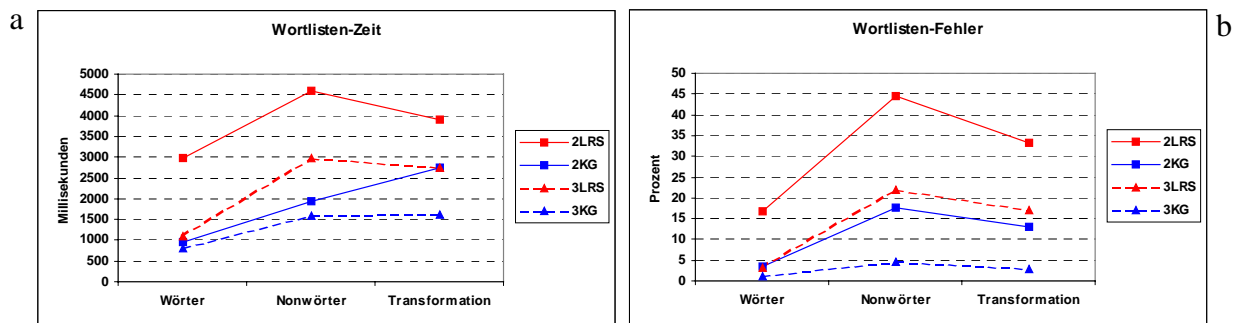 a
Wortlisten-Zeit
Millisekunden
5000
4500
4000
3500
3000
2500
2000
1500
1000
500
0
Wörter Nonwörter Transformation
2LRS
2KG
3LRS
3KG
b
Wortlisten-Fehler
Prozent
50
45
40
35
30
25
20
15
10
5
0
Wörter Nonwörter Transformation
2LRS
2KG
3LRS
3KG